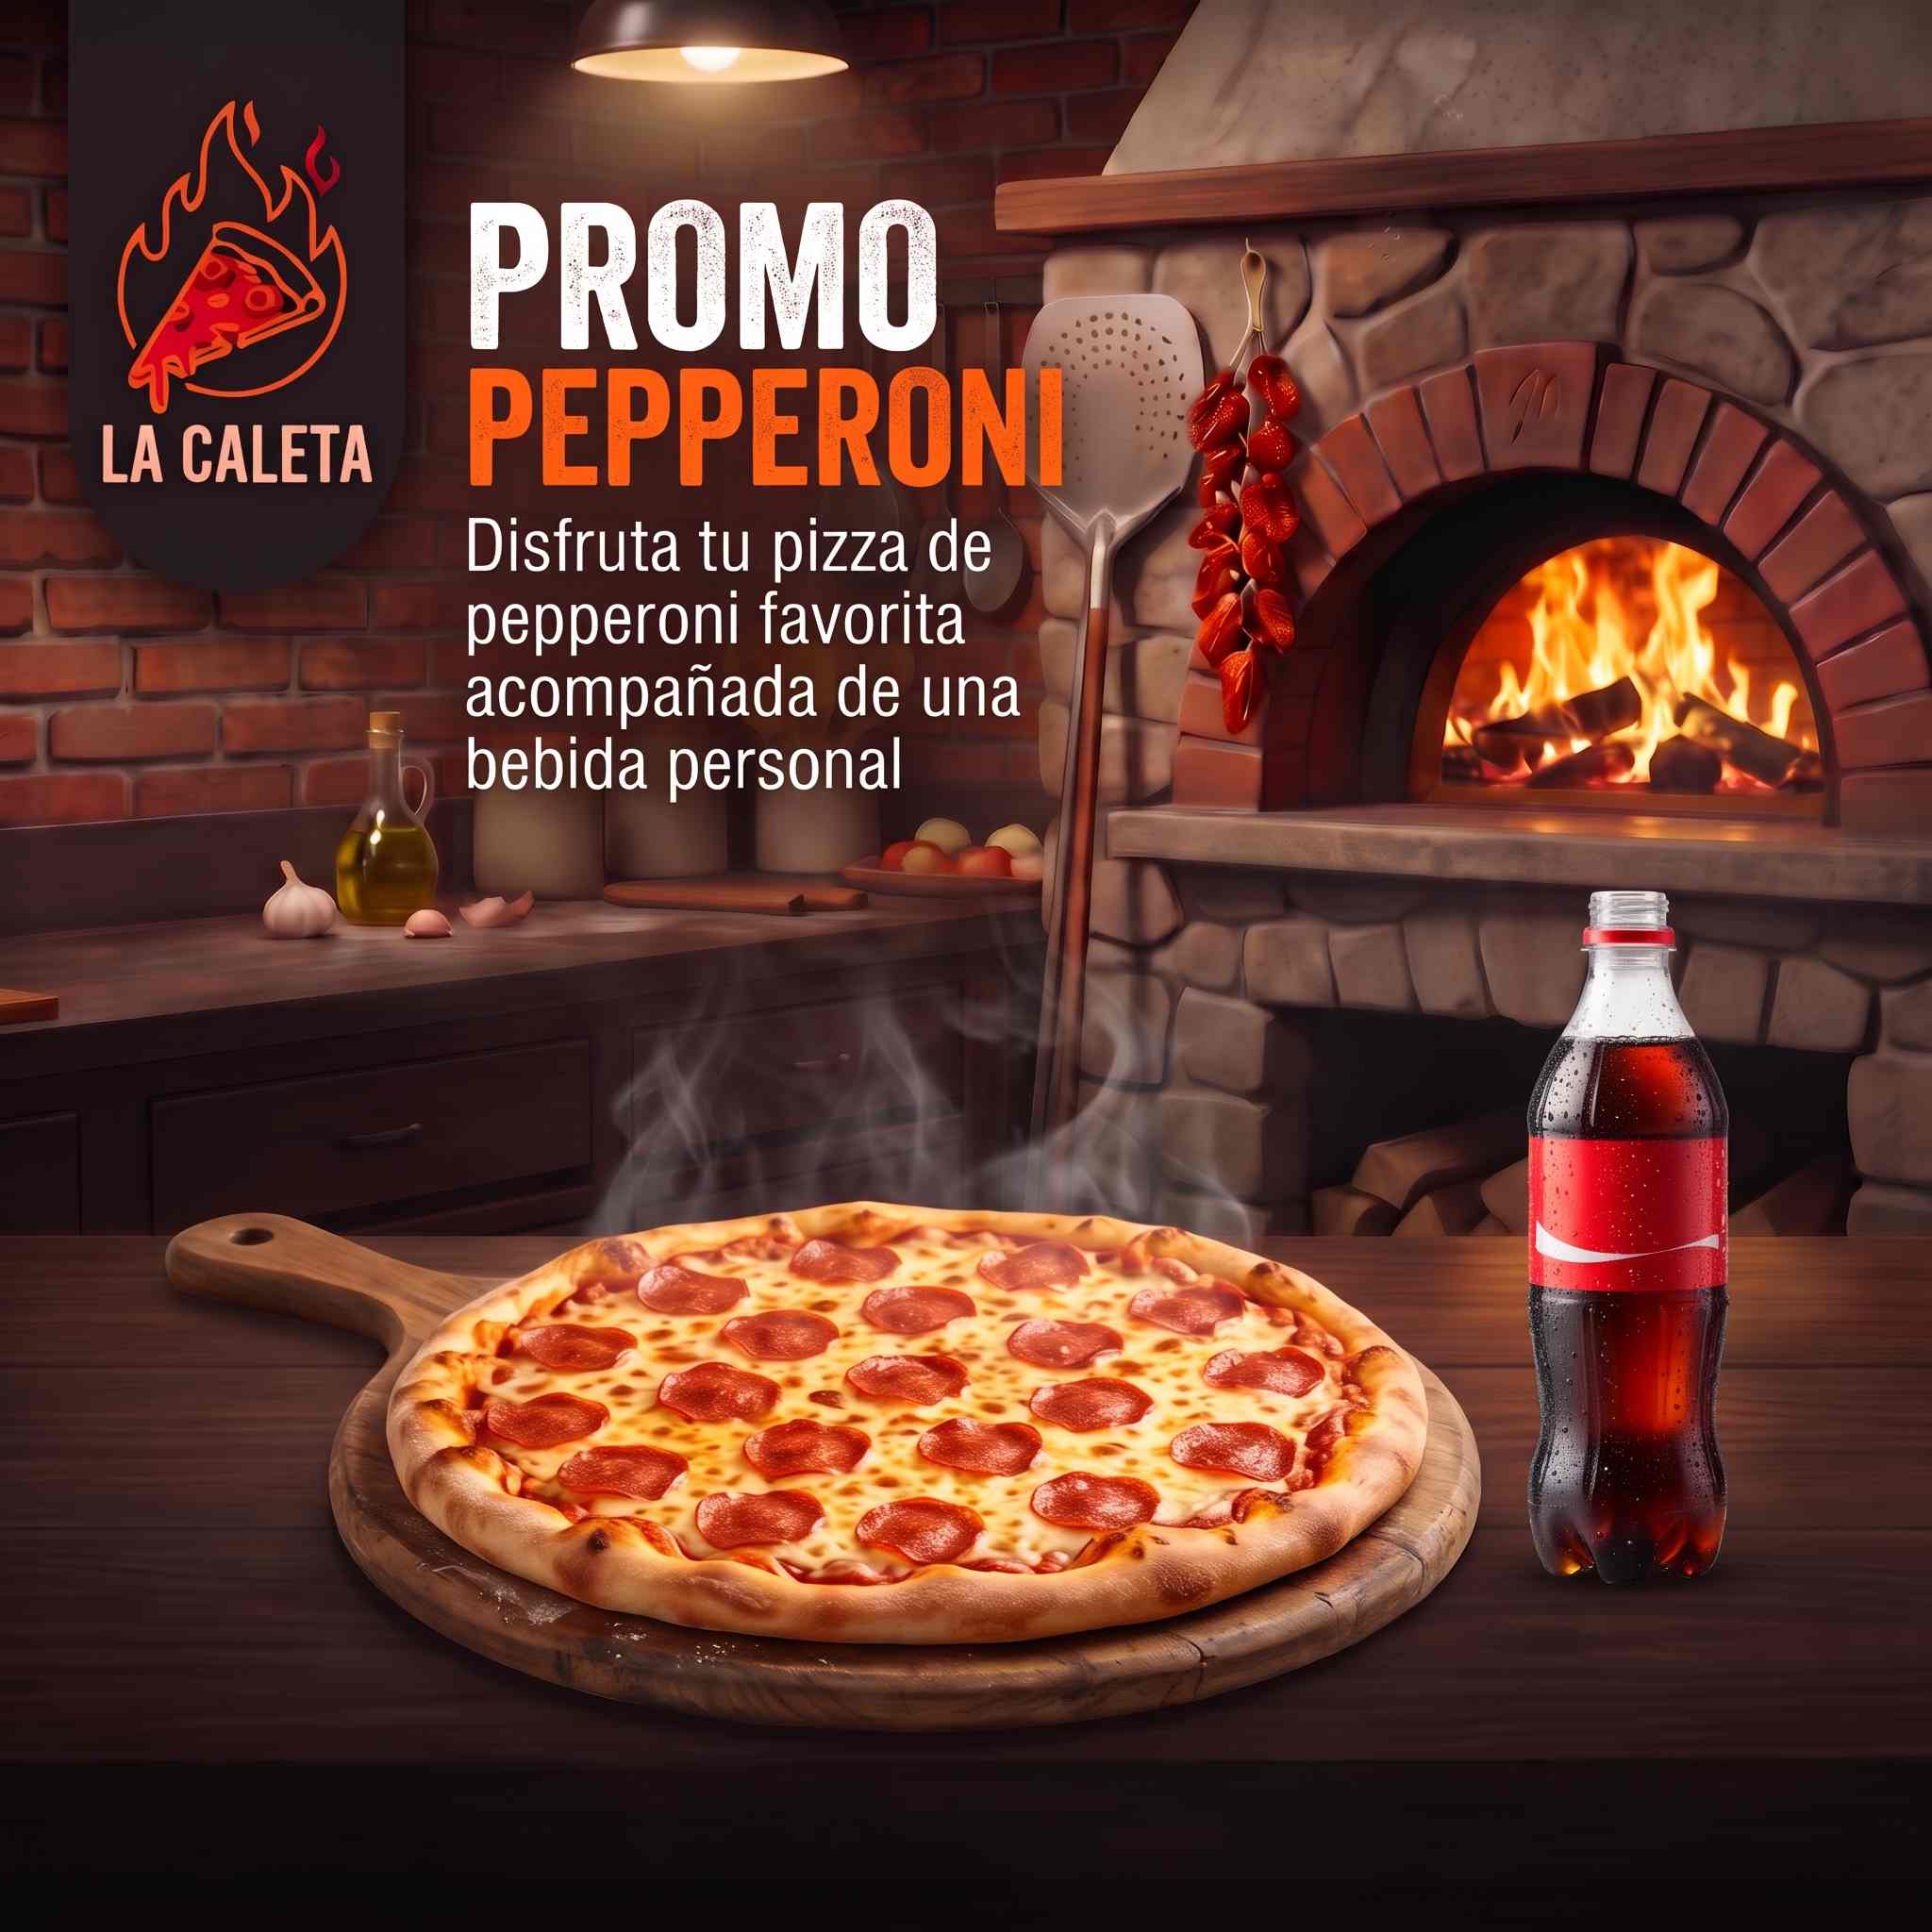 LA CALETA
PROMO
PEPPERONI
Disfruta tu pizza de
pepperoni favorita
acompañada de una
bebida personal